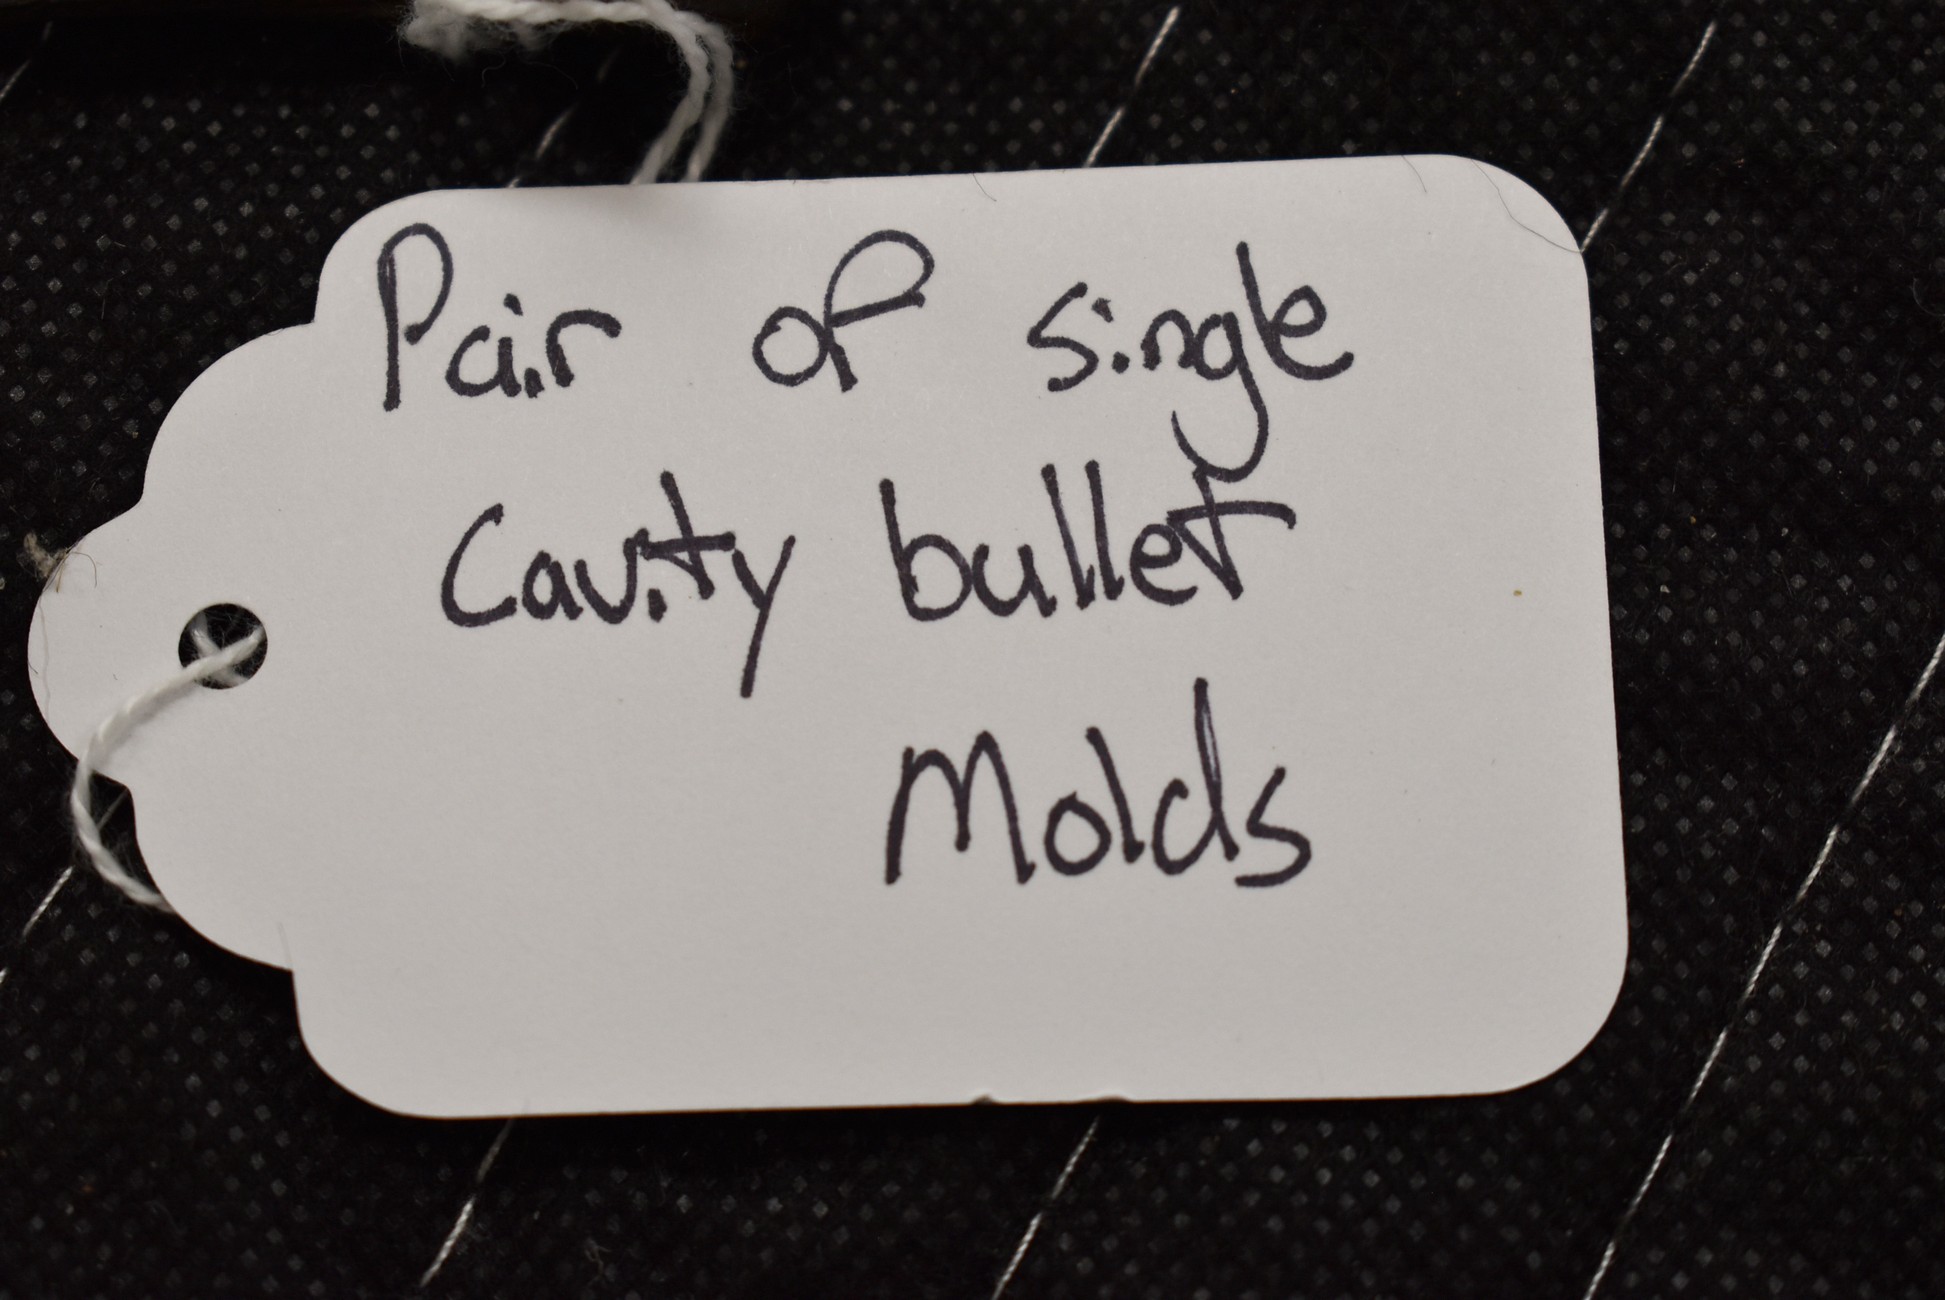 Pair of single
Cavity bullet
Molds